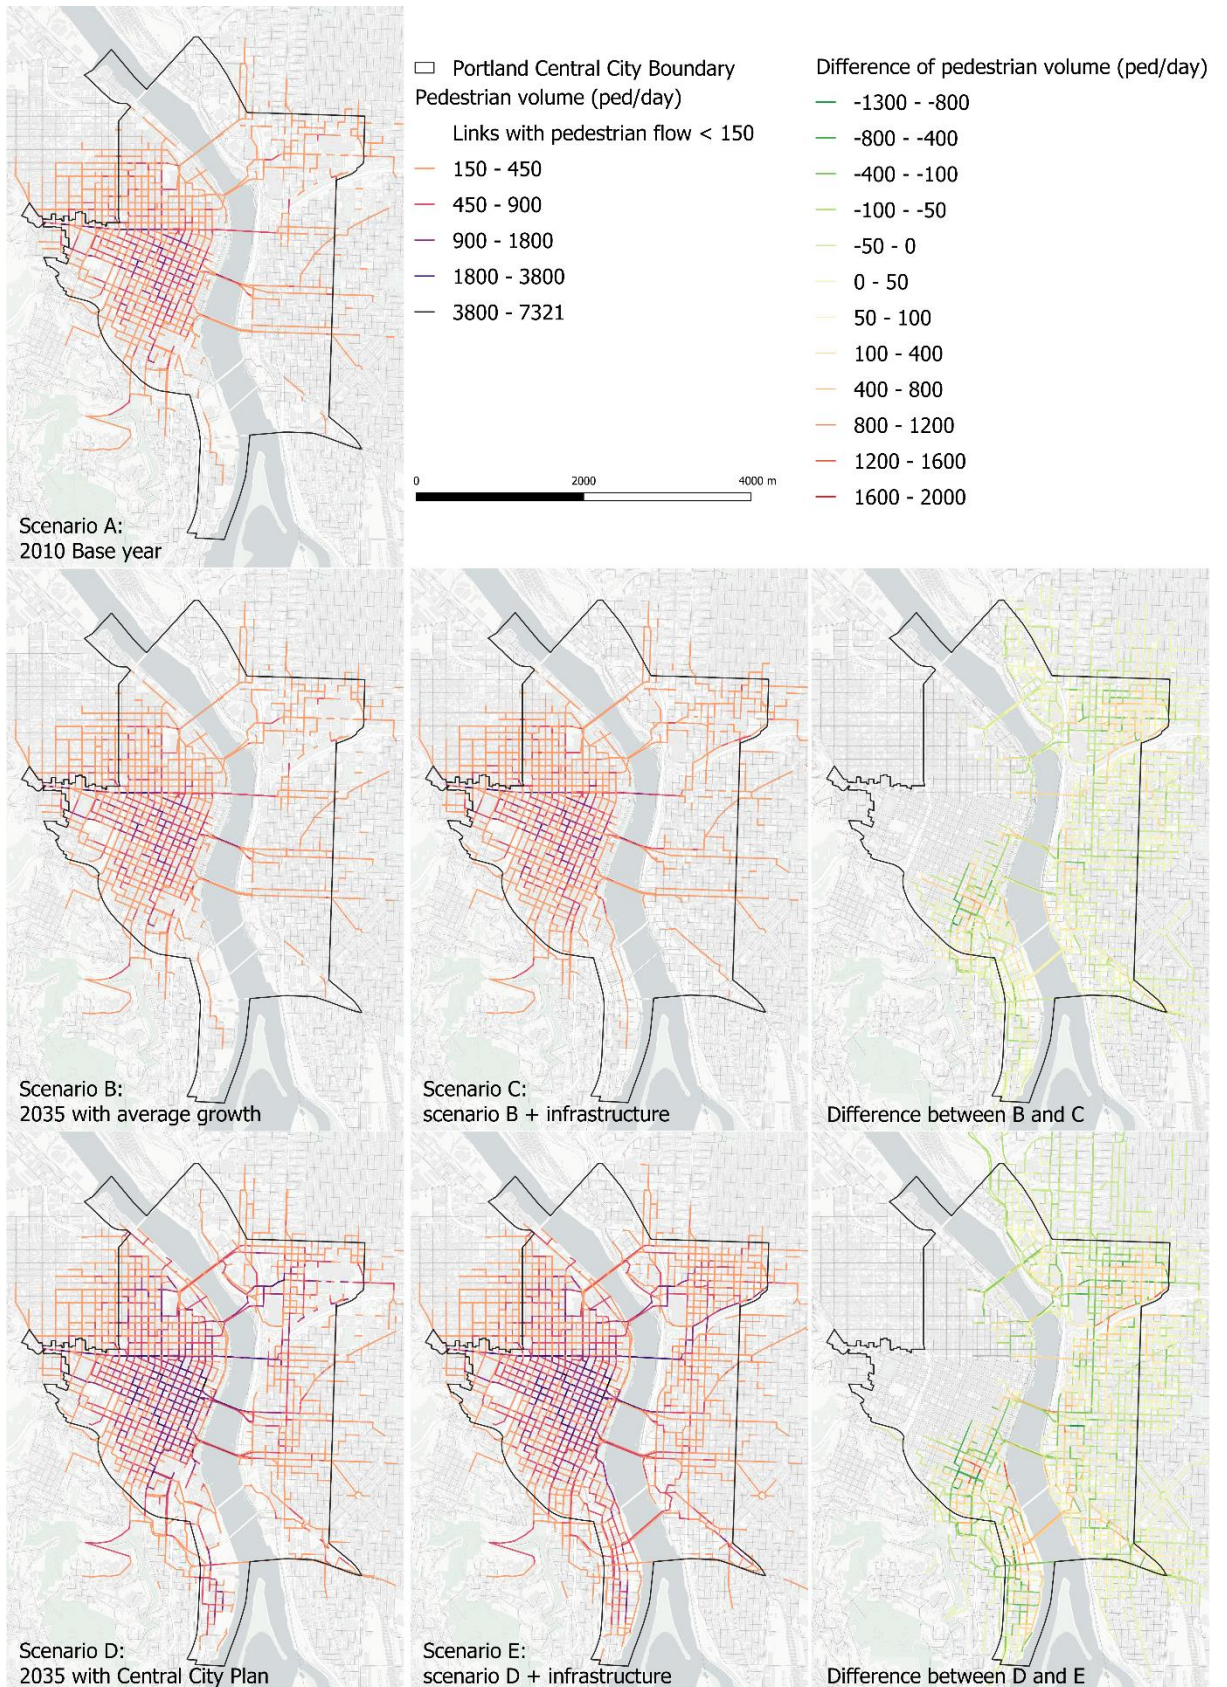 Portland Central City Boundary
Pedestrian volume (ped/day)
Links with pedestrian flow < 150
150 - 450
450 - 900
900 - 1800
1800 - 3800
3800 - 7321
0 2000 4000 m
Difference of pedestrian volume (ped/day)
-1300 - -800
-800 - -400
-400 - -100
-100 - -50
-50 - 0
0 - 50
50 - 100
100 - 400
400 - 800
800 - 1200
1200 - 1600
1600 - 2000
Scenario A:
2010 Base year
Scenario B:
2035 with average growth
Scenario C:
scenario B + infrastructure
Difference between B and C
Scenario D:
2035 with Central City Plan
Scenario E:
scenario D + infrastructure
Difference between D and E